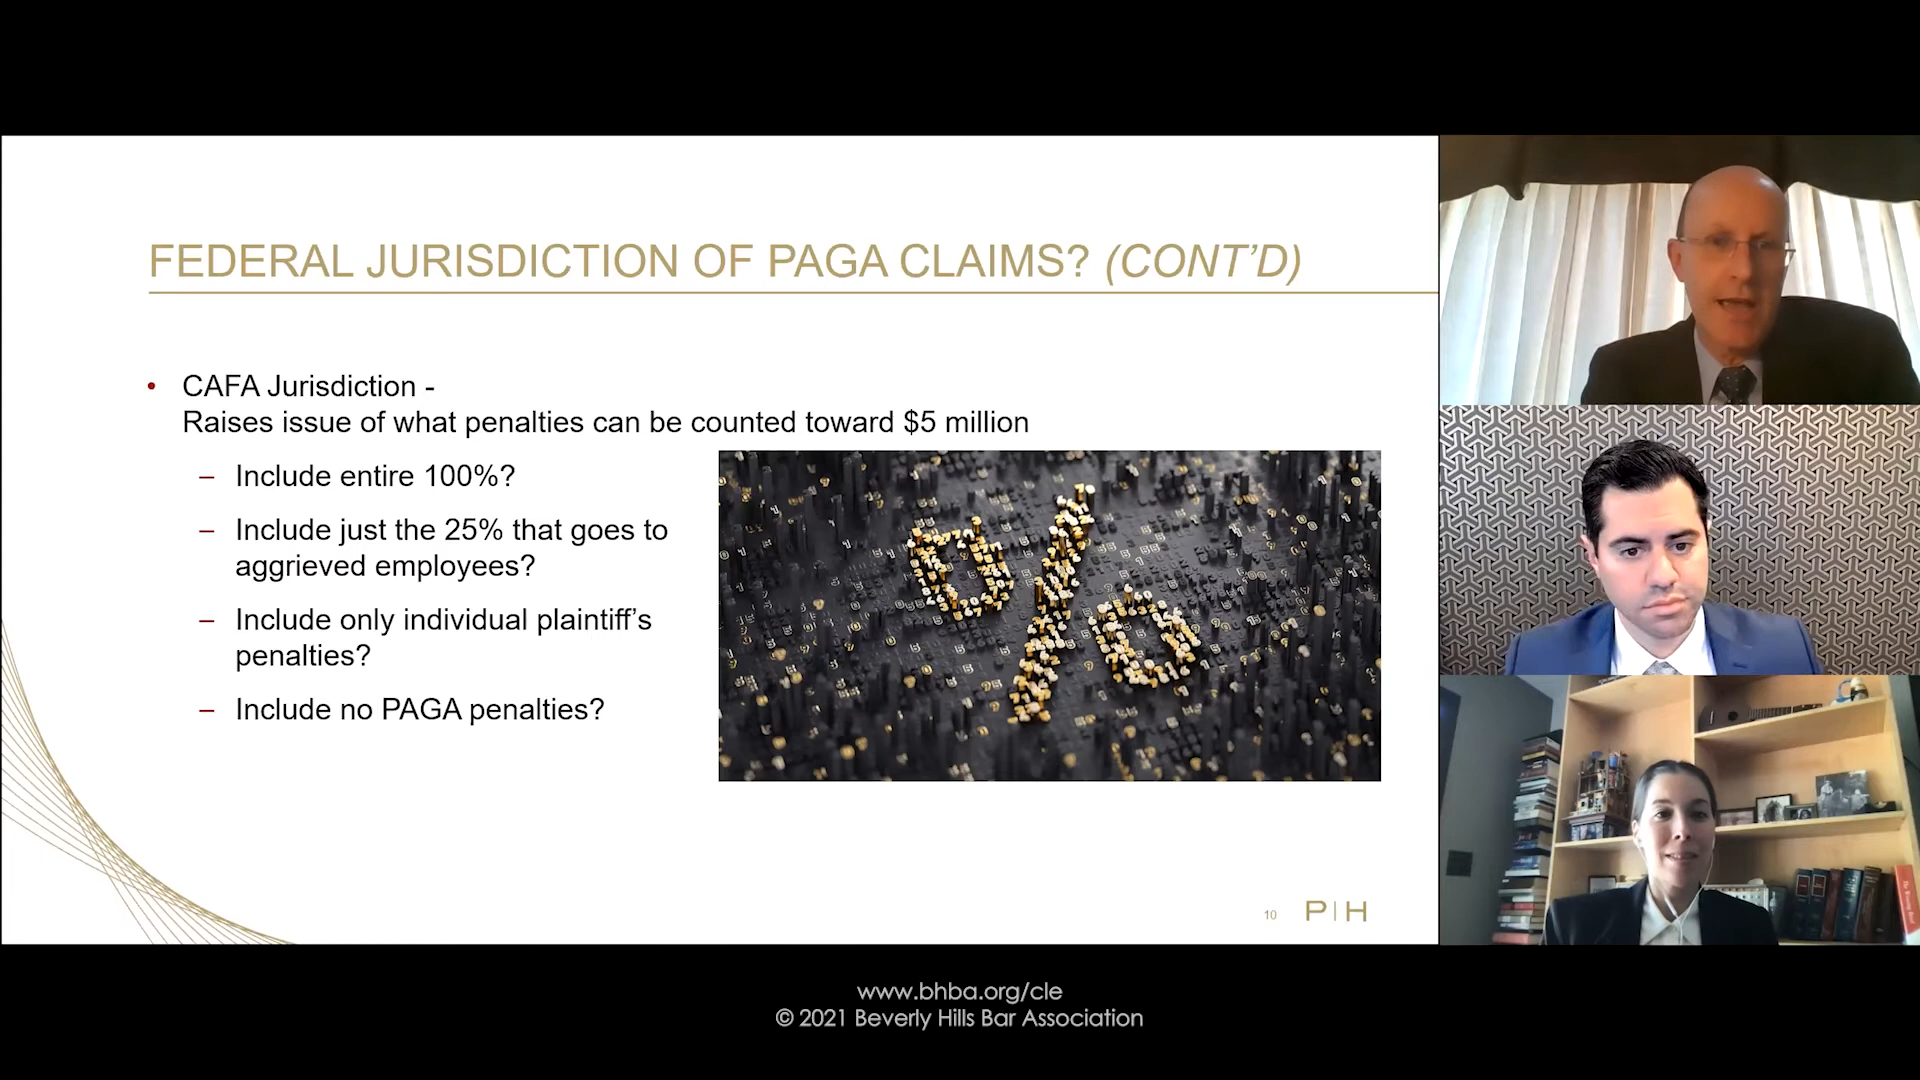 FEDERAL JURISDICTION OF PAGA CLAIMS? (CONT’D)
• CAFA Jurisdiction -
Raises issue of what penalties can be counted toward $5 million
– Include entire 100%?
– Include just the 25% that goes to
aggrieved employees?
– Include only individual plaintiff’s
penalties?
– Include no PAGA penalties?
10 P|H
www.bhba.org/cle
© 2021 Beverly Hills Bar Association